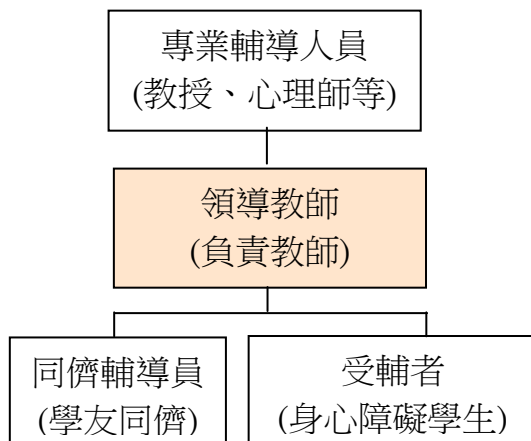 專業輔導人員
(教授、心理師等)
領導教師
(負責教師)
同儕輔導員
(學友同儕)
受輔者
(身心障礙學生)